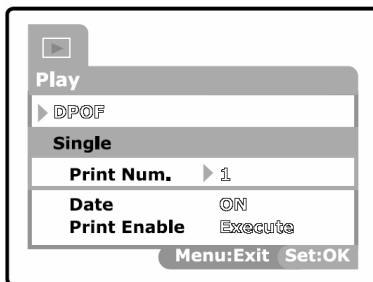 Play
DPOF
Single
Print Num. 1
Date ON
Print Enable Execute
Menu:Exit Set:OK